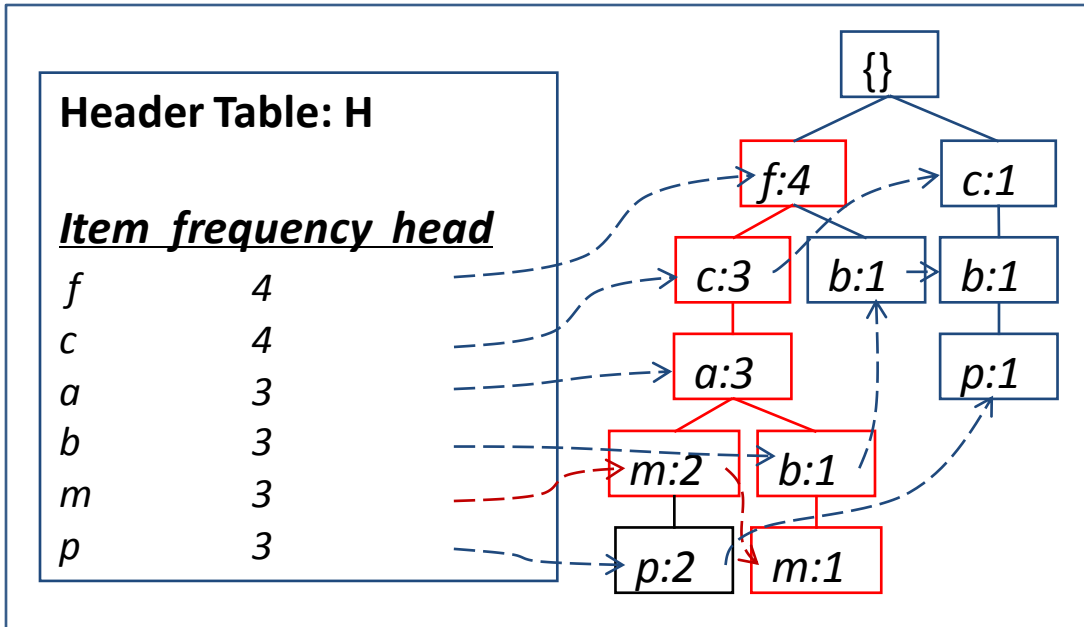 Header Table: H
Item frequency head
f 4
c 4
a 3
b 3
m 3
p 3
{}
f:4 c:1
c:3 b:1 b:1
a:3 p:1
m:2 b:1
p:2 m:1